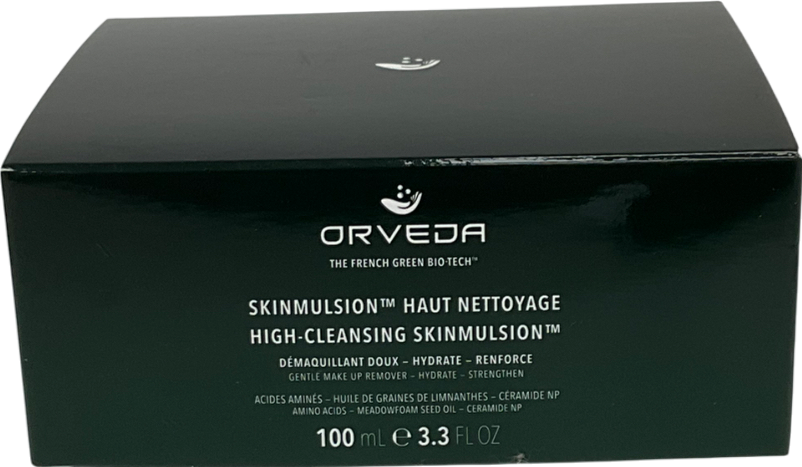 ORVEDA
THE FRENCH GREEN BIO·TECH™
SKINMULSION™ HAUT NETTOYAGE
HIGH-CLEANSING SKINMULSION™
DÉMAQUILLANT DOUX – HYDRATE – RENFORCE
GENTLE MAKE UP REMOVER – HYDRATE – STRENGTHEN
ACIDES AMINÉS – HUILE DE GRAINES DE LIMNANTHES – CÉRAMIDE NP
AMINO ACIDS – MEADOWFOAM SEED OIL – CERAMIDE NP
100 mL ℮ 3.3 FL OZ